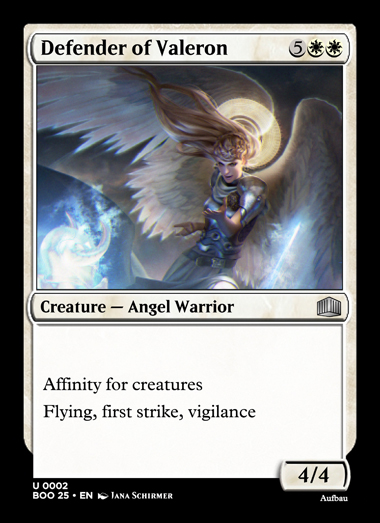 Defender of Valeron 5
Creature — Angel Warrior
Affinity for creatures
Flying, first strike, vigilance
4/4
U 0002
BOO 25 • EN JANA SCHIRMER
Aufbau